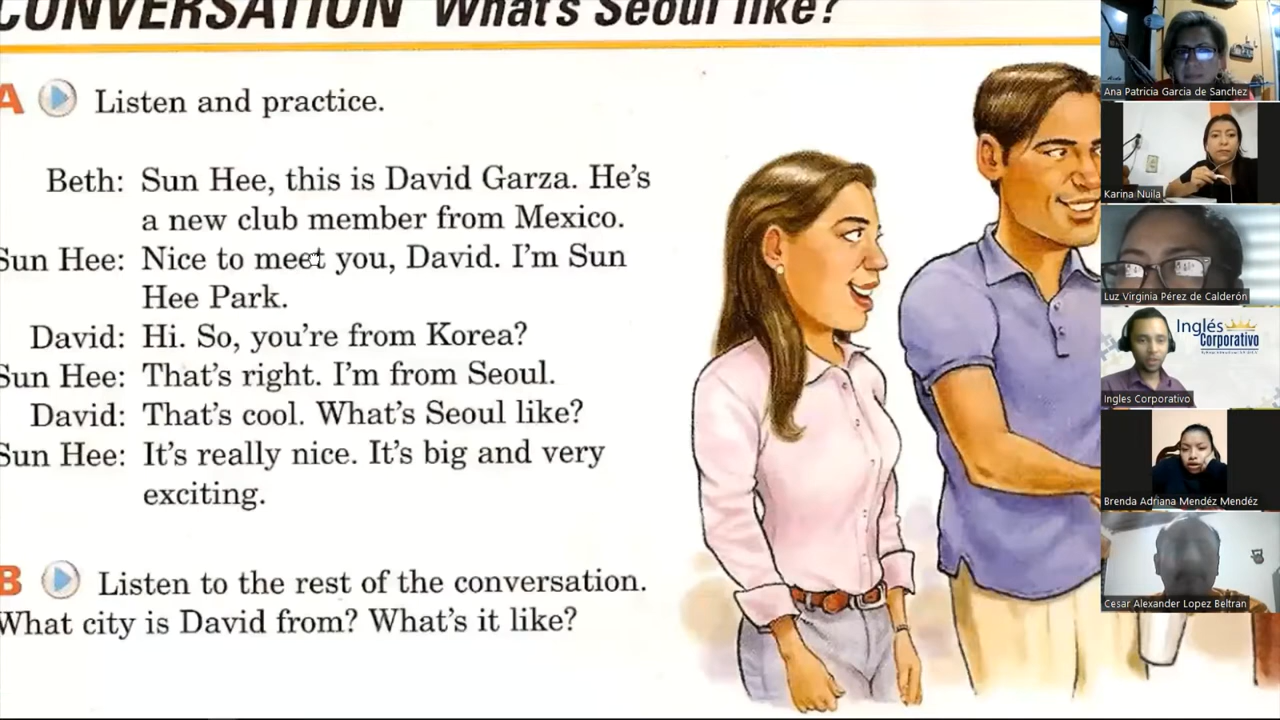 CONVERSATION What's Seoul like?
A Listen and practice.
Beth: Sun Hee, this is David Garza. He's
a new club member from Mexico.
Sun Hee: Nice to meet you, David. I'm Sun
Hee Park.
David: Hi. So, you're from Korea?
Sun Hee: That's right. I'm from Seoul.
David: That's cool. What's Seoul like?
Sun Hee: It's really nice. It's big and very
exciting.
B Listen to the rest of the conversation.
What city is David from? What's it like?
Ana Patricia Garcia de Sanchez
Karina Nuila
Luz Virginia Pérez de Calderón
Inglés
Corporativo
Ingles Corporativo
Brenda Adriana Mendéz Mendéz
Cesar Alexander Lopez Beltran